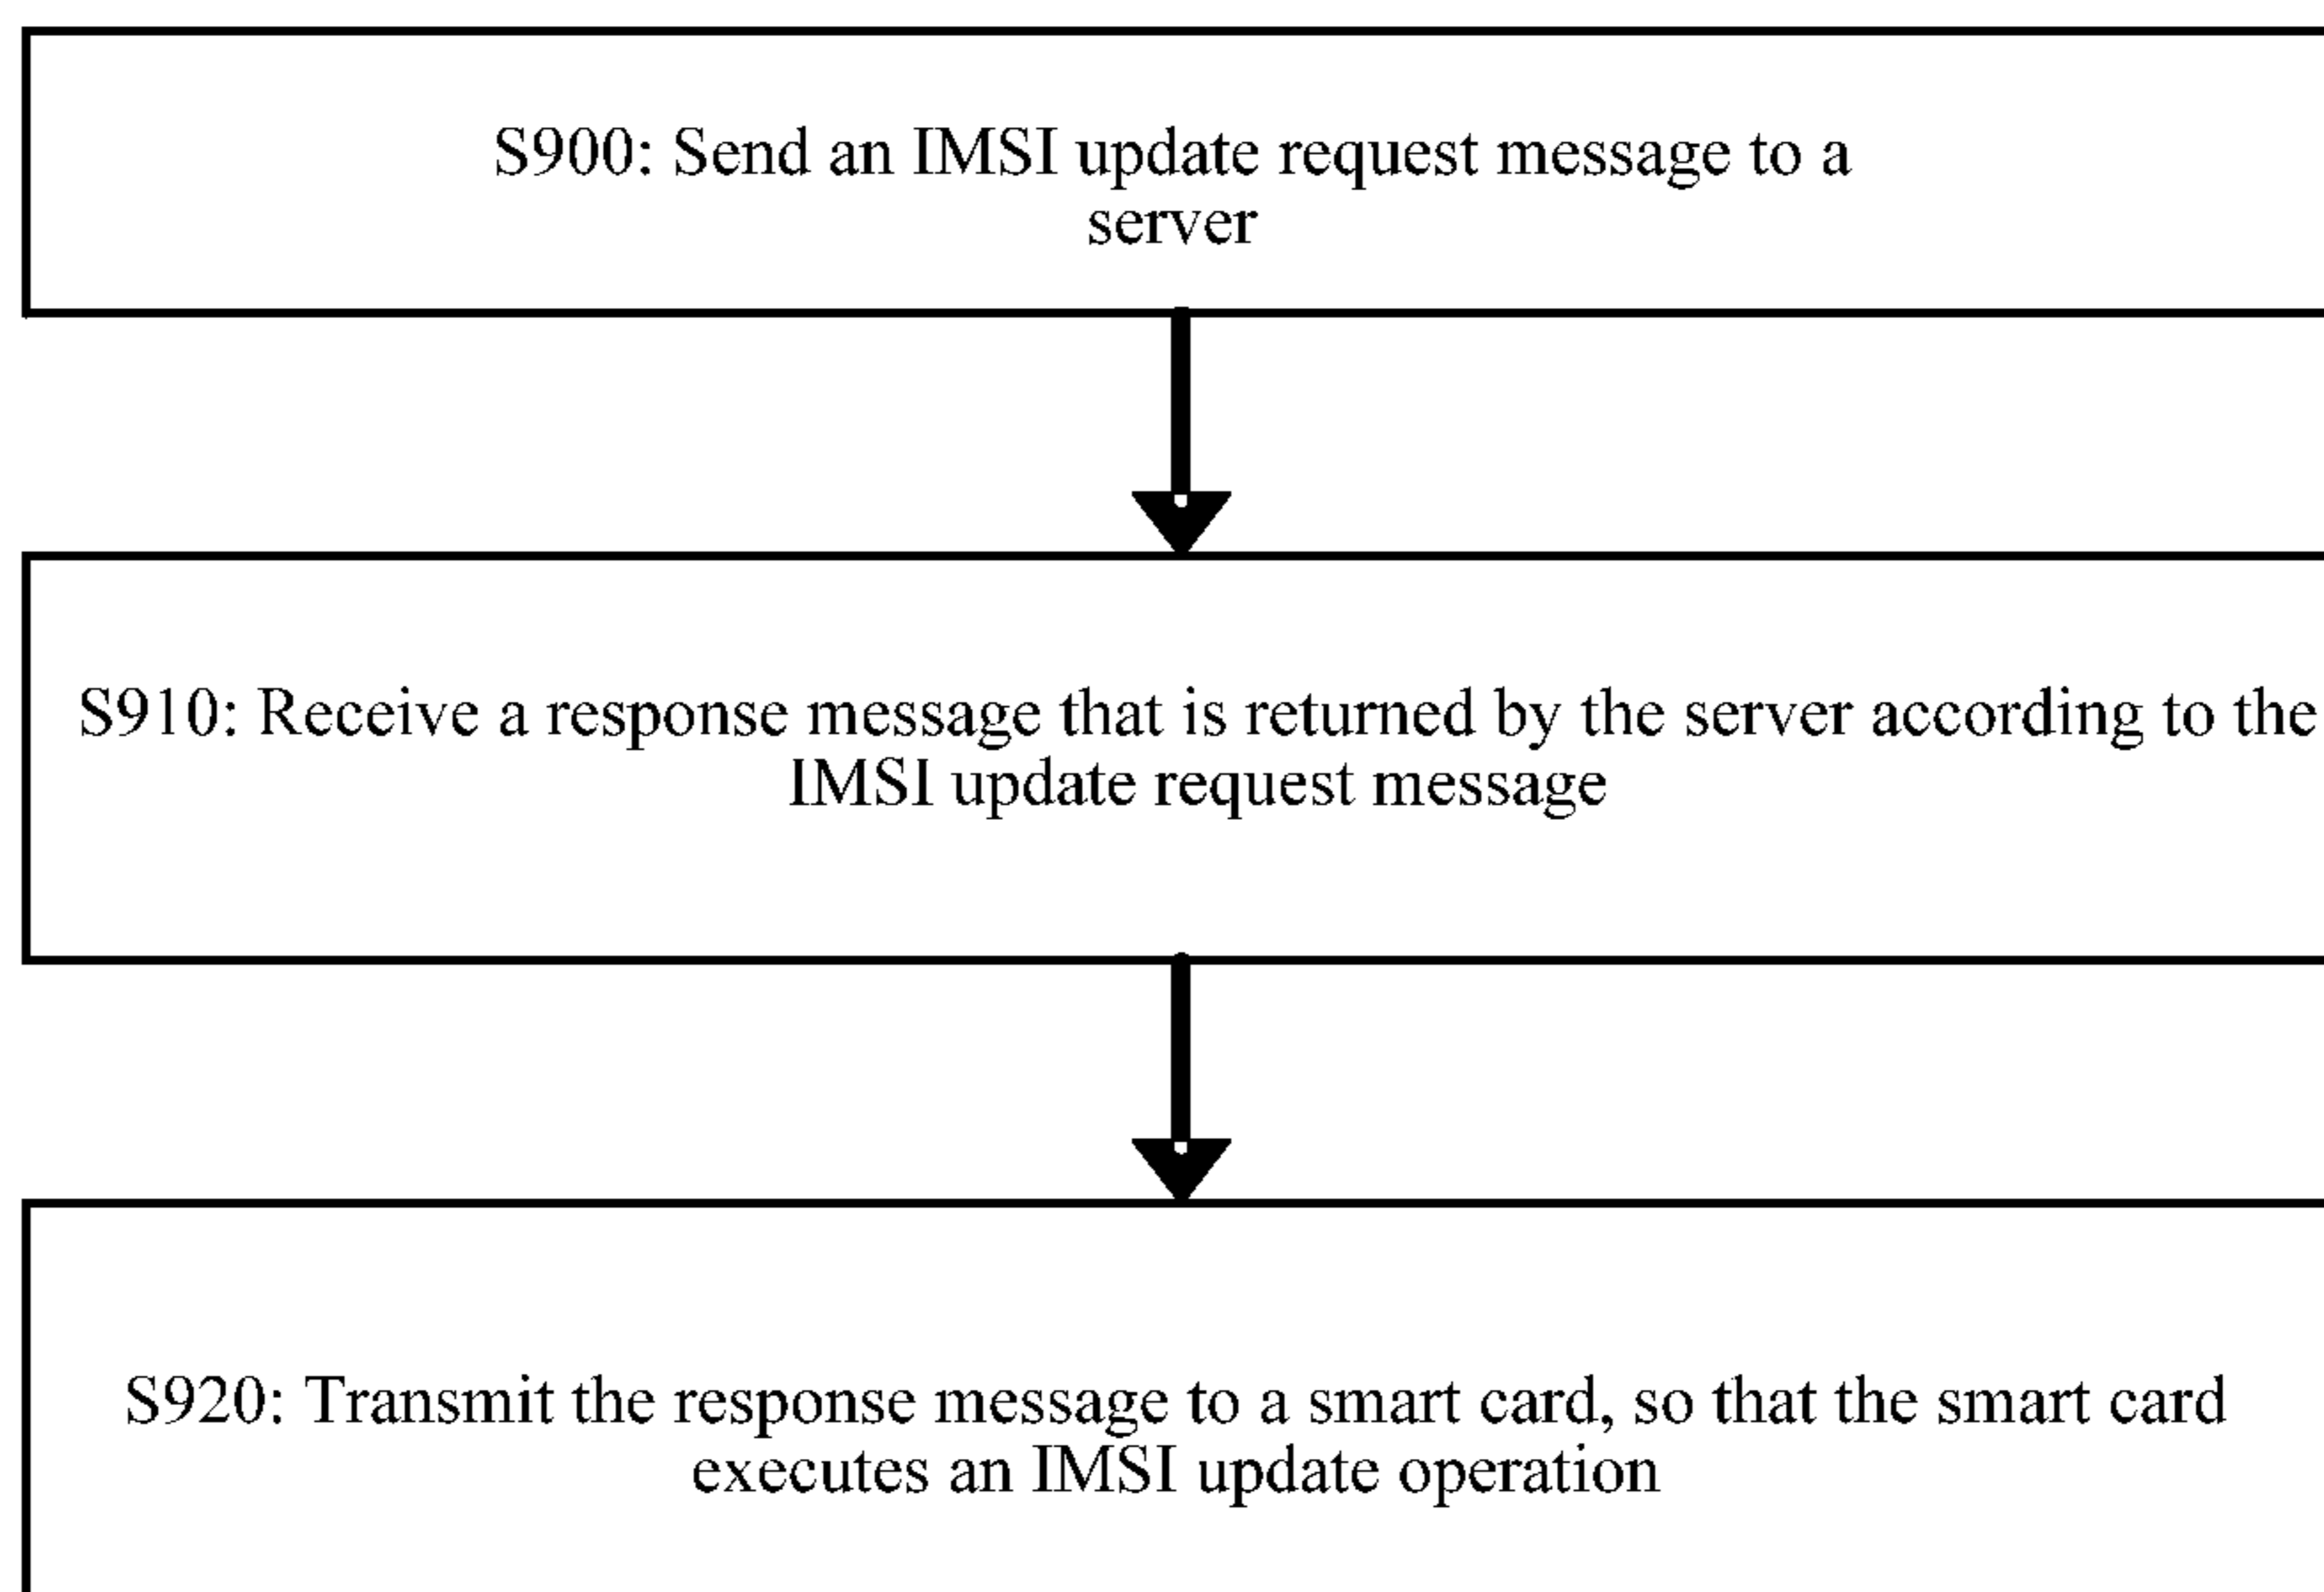 S900: Send an IMSI update request message to a
server
S910: Receive a response message that is returned by the server according to the
IMSI update request message
S920: Transmit the response message to a smart card, so that the smart card
executes an IMSI update operation